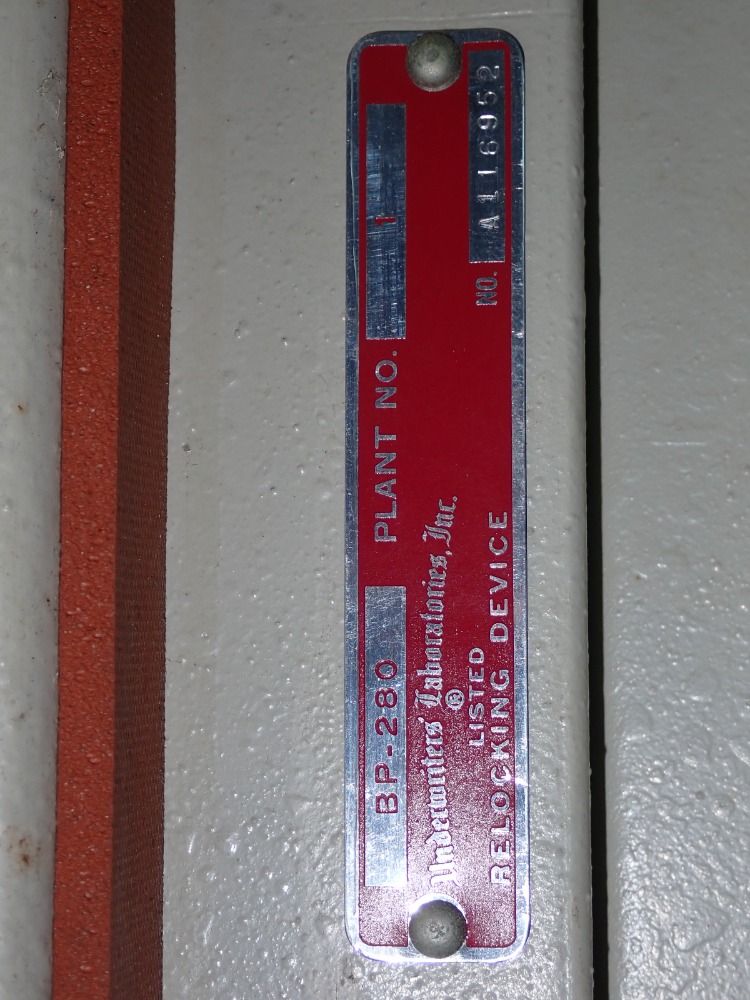 BP-280 PLANT NO. 1
Underwriters' Laboratories, Inc.
®
LISTED
RELOCKING DEVICE NO. A116952